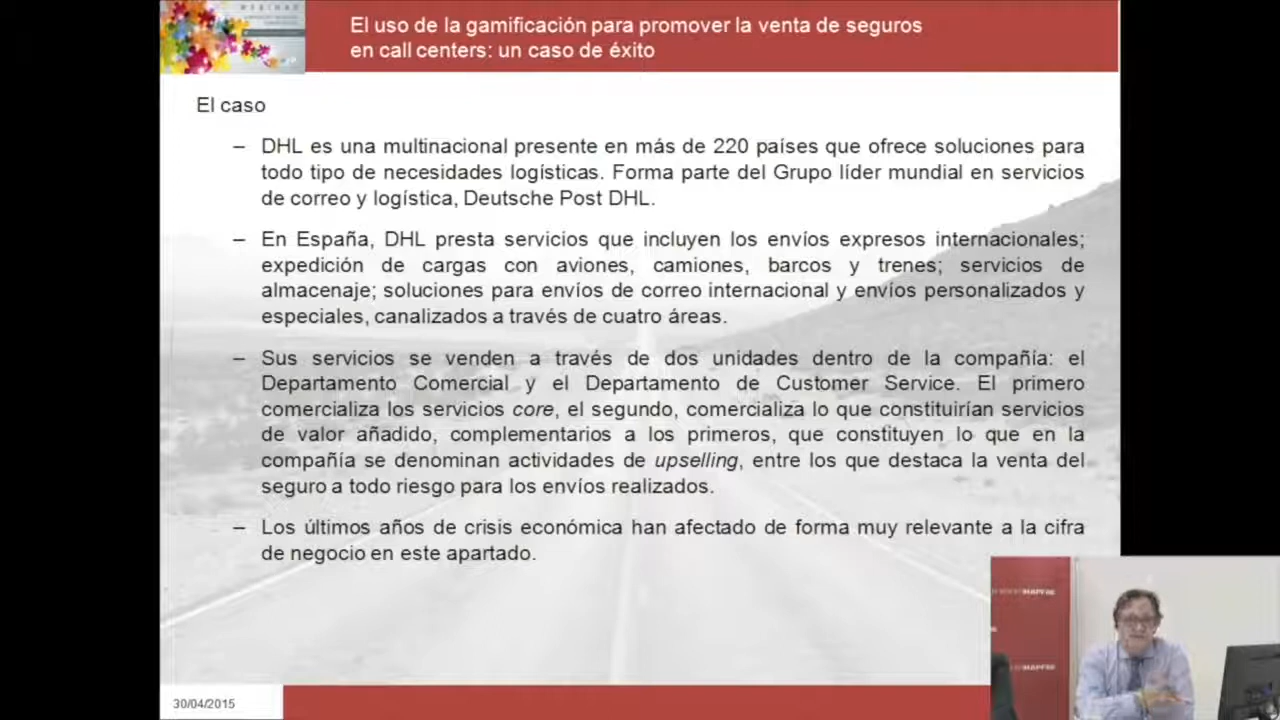 WEBINAR
El uso de la gamificación para promover la venta de seguros
en call centers: un caso de éxito
El caso
– DHL es una multinacional presente en más de 220 países que ofrece soluciones para
todo tipo de necesidades logísticas. Forma parte del Grupo líder mundial en servicios
de correo y logística, Deutsche Post DHL.
– En España, DHL presta servicios que incluyen los envíos expresos internacionales;
expedición de cargas con aviones, camiones, barcos y trenes; servicios de
almacenaje; soluciones para envíos de correo internacional y envíos personalizados y
especiales, canalizados a través de cuatro áreas.
– Sus servicios se venden a través de dos unidades dentro de la compañía: el
Departamento Comercial y el Departamento de Customer Service. El primero
comercializa los servicios core, el segundo, comercializa lo que constituirían servicios
de valor añadido, complementarios a los primeros, que constituyen lo que en la
compañía se denominan actividades de upselling, entre los que destaca la venta del
seguro a todo riesgo para los envíos realizados.
– Los últimos años de crisis económica han afectado de forma muy relevante a la cifra
de negocio en este apartado.
MAPFRE
MAPFRE
30/04/2015